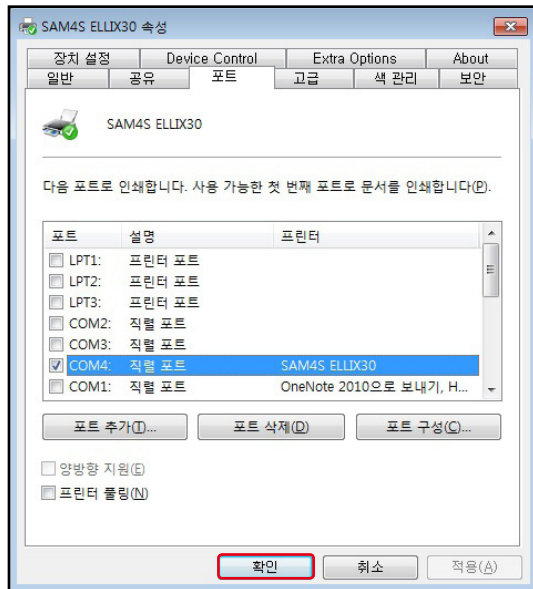 SAM4S ELLIX30 속성
장치 설정 Device Control Extra Options About
일반 공유 포트 고급 색 관리 보안
SAM4S ELLIX30
다음 포트로 인쇄합니다. 사용 가능한 첫 번째 포트로 문서를 인쇄합니다(P).
포트 설명 프린터
LPT1: 프린터 포트
LPT2: 프린터 포트
LPT3: 프린터 포트
COM2: 직렬 포트
COM3: 직렬 포트
COM4: 직렬 포트 SAM4S ELLIX30
COM1: 직렬 포트 OneNote 2010으로 보내기, H...
포트 추가(T)... 포트 삭제(D) 포트 구성(C)...
양방향 지원(E)
프린터 풀링(N)
확인 취소 적용(A)